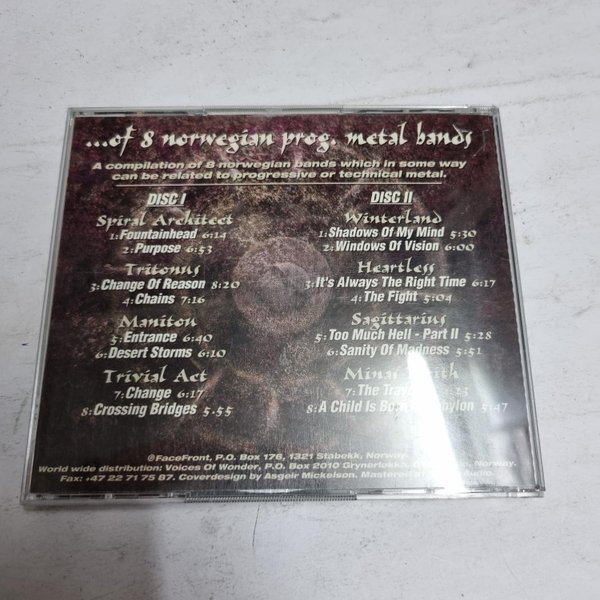 ...of 8 norwegian prog. metal bands
A compilation of 8 norwegian bands which in some way
can be related to progressive or technical metal.
DISC I
Spiral Architect
1: Fountainhead 6:14
2: Purpose 6:53
Tritonus
3: Change Of Reason 8:20
4: Chains 7:16
Manitou
5: Entrance 6:40
6: Desert Storms 6:10
Trivial Act
7: Change 6:17
8: Crossing Bridges 5.55
DISC II
Winterland
1: Shadows Of My Mind 5:30
2: Windows Of Vision 6:00
Heartless
3: It's Always The Right Time 6:17
4: The Fight 5:04
Sagittarius
5: Too Much Hell - Part II 5:28
6: Sanity Of Madness 5:51
Minas
7: The
8: A Child Is 5:47
℗FaceFront, P.O. Box 176, 1321 Stabekk, Norway.
World wide distribution: Voices Of Wonder, P.O. Box 2010 Grynerløkka, Norway.
Fax: +47 22 71 75 87. Coverdesign by Asgeir Mickelson. Mastered Audio.